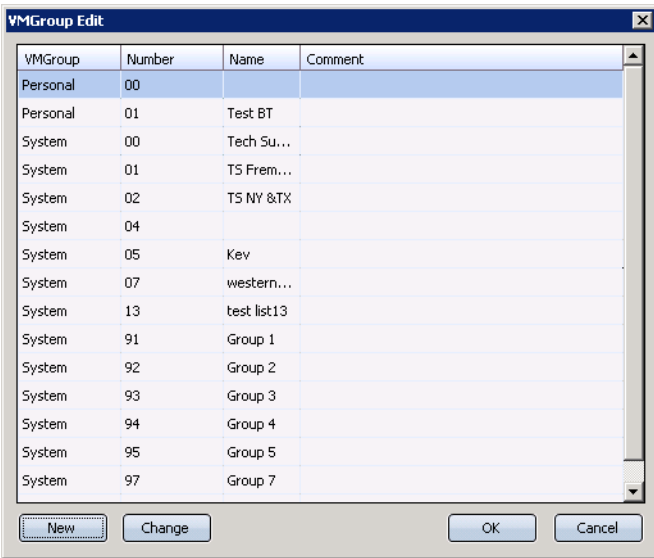 VMGroup Edit
VMGroup Number Name Comment
Personal 00
Personal 01 Test BT
System 00 Tech Su...
System 01 TS Frem...
System 02 TS NY &TX
System 04
System 05 Kev
System 07 western...
System 13 test list13
System 91 Group 1
System 92 Group 2
System 93 Group 3
System 94 Group 4
System 95 Group 5
System 97 Group 7
New Change OK Cancel